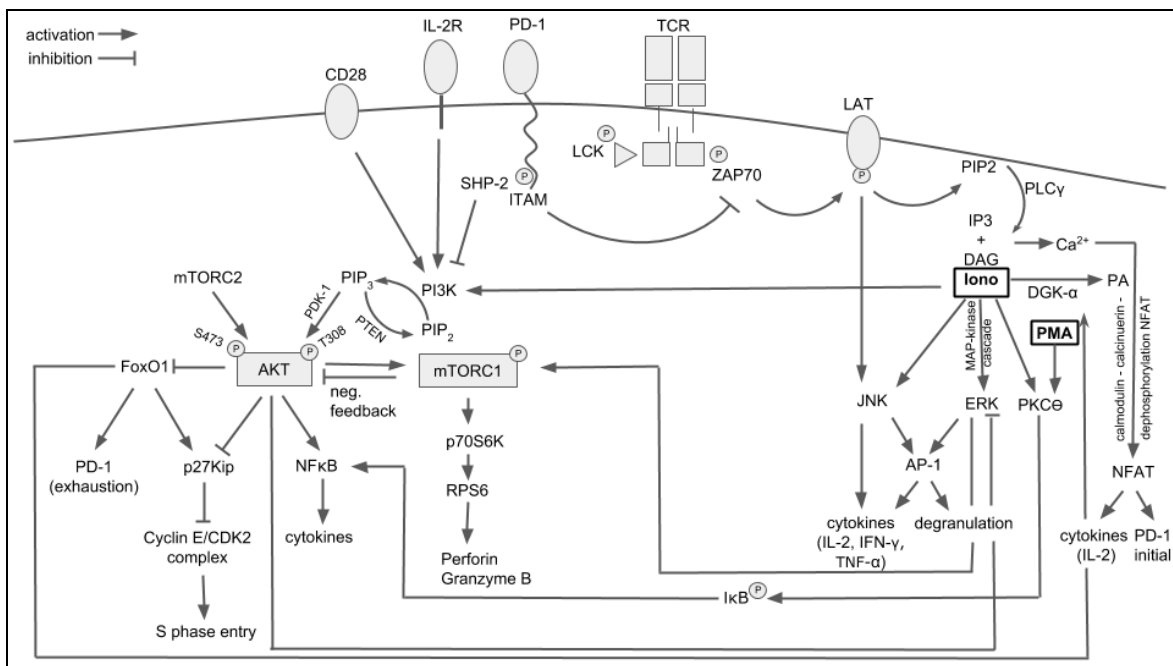 activation
inhibition
CD28
IL-2R
PD-1
TCR
LAT
P
LCK
P
ZAP70
P
SHP-2
ITAM
P
PIP2
PLCγ
IP3
+
DAG
Iono
Ca²⁺
DGK-α
PA
PMA
mTORC2
PIP₃
PI3K
PDK-1
PTEN
PIP₂
S473
P
T308
P
AKT
FoxO1
neg.
feedback
P
mTORC1
MAP-kinase
cascade
calmodulin - calcinuerin -
dephosphorylation NFAT
JNK
ERK
PKCΘ
PD-1
(exhaustion)
p27Kip
NFκB
p70S6K
AP-1
NFAT
RPS6
Cyclin E/CDK2
complex
cytokines
Perforin
Granzyme B
cytokines
(IL-2, IFN-γ,
TNF-α)
degranulation
cytokines
(IL-2)
PD-1
initial
IκB
P
S phase entry